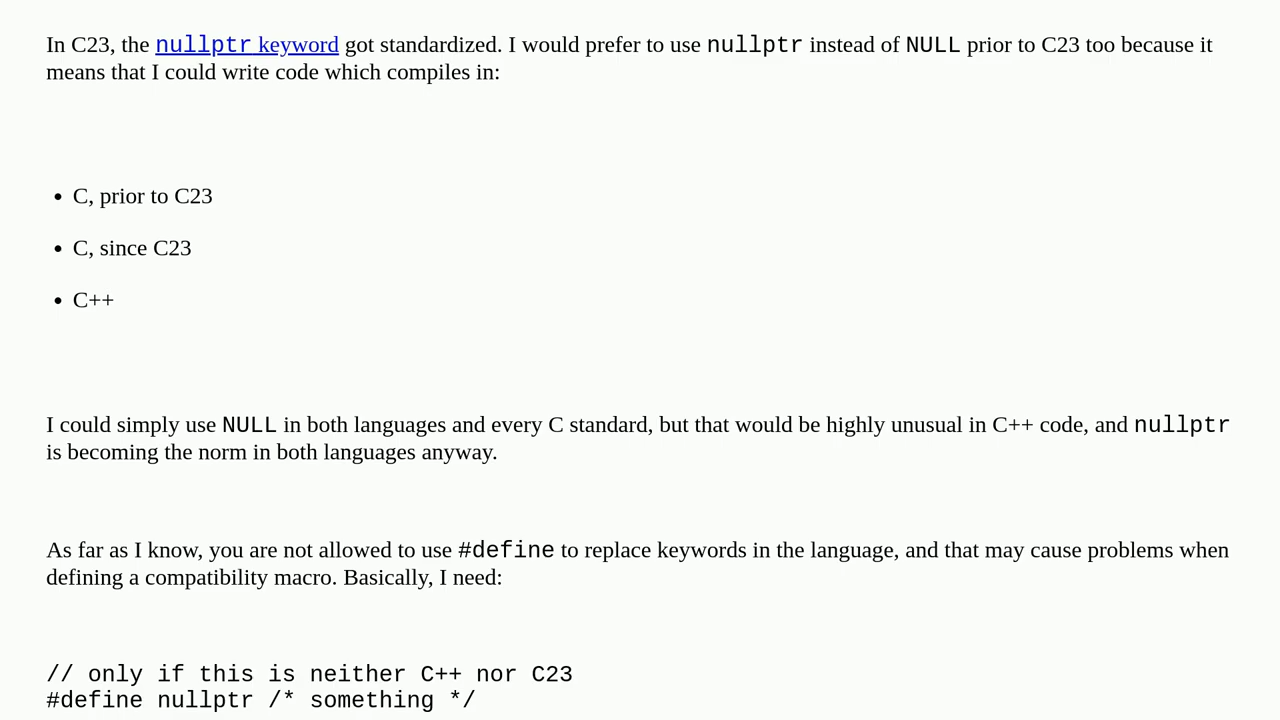 In C23, the nullptr keyword got standardized. I would prefer to use nullptr instead of NULL prior to C23 too because it
means that I could write code which compiles in:
• C, prior to C23
• C, since C23
• C++
I could simply use NULL in both languages and every C standard, but that would be highly unusual in C++ code, and nullptr
is becoming the norm in both languages anyway.
As far as I know, you are not allowed to use #define to replace keywords in the language, and that may cause problems when
defining a compatibility macro. Basically, I need:
// only if this is neither C++ nor C23
#define nullptr /* something */